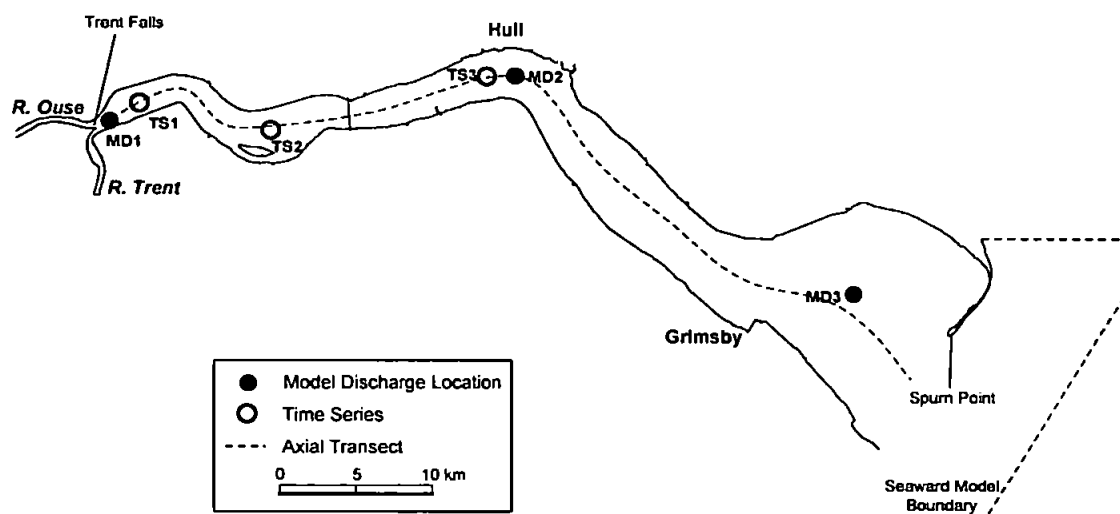 Trent Falls
Hull
TS3
MD2
R. Ouse
TS1
MD1
TS2
R. Trent
MD3
Grimsby
Spurn Point
Model Discharge Location
Time Series
Axial Transect
0 5 10 km
Seaward Model
Boundary